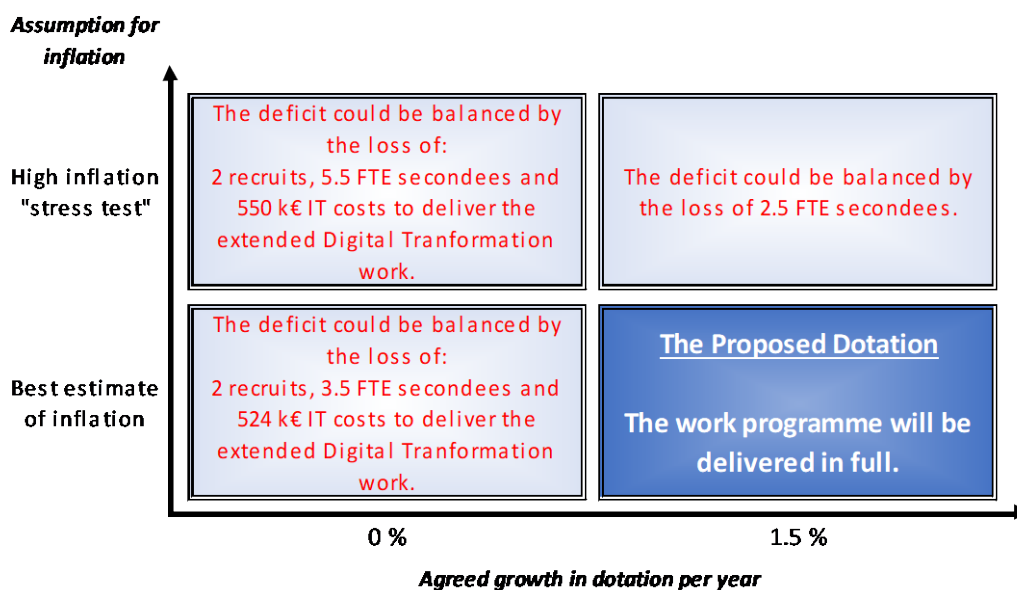 Assumption for
inflation
High inflation
"stress test"
The deficit could be balanced by
the loss of:
2 recruits, 5.5 FTE secondees and
550 k€ IT costs to deliver the
extended Digital Tranformation
work.
The deficit could be balanced by
the loss of 2.5 FTE secondees.
Best estimate
of inflation
The deficit could be balanced by
the loss of:
2 recruits, 3.5 FTE secondees and
524 k€ IT costs to deliver the
extended Digital Tranformation
work.
The Proposed Dotation
The work programme will be
delivered in full.
0 %
1.5 %
Agreed growth in dotation per year